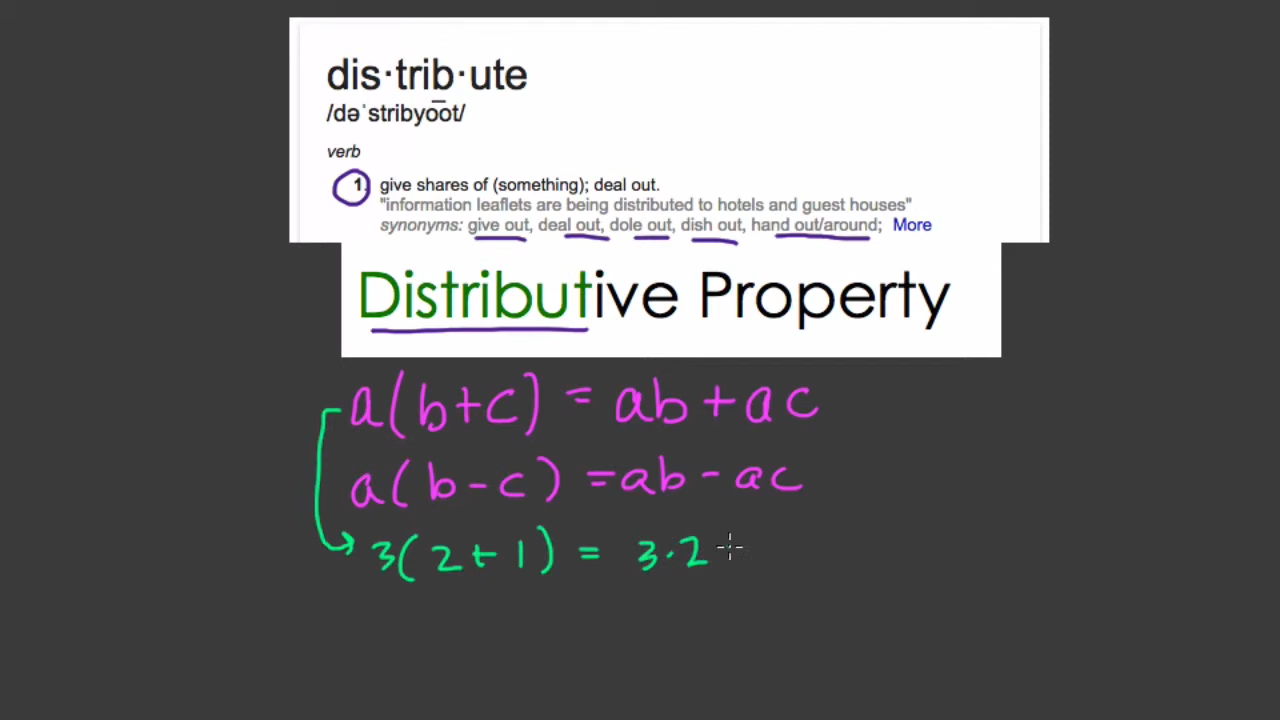 dis·trib·ute
/dəˈstribyo͞ot/
verb
1. give shares of (something); deal out.
"information leaflets are being distributed to hotels and guest houses"
synonyms: give out, deal out, dole out, dish out, hand out/around; More
Distributive Property
a(b+c) = ab+ac
a(b-c) = ab-ac
3(2+1) = 3·2